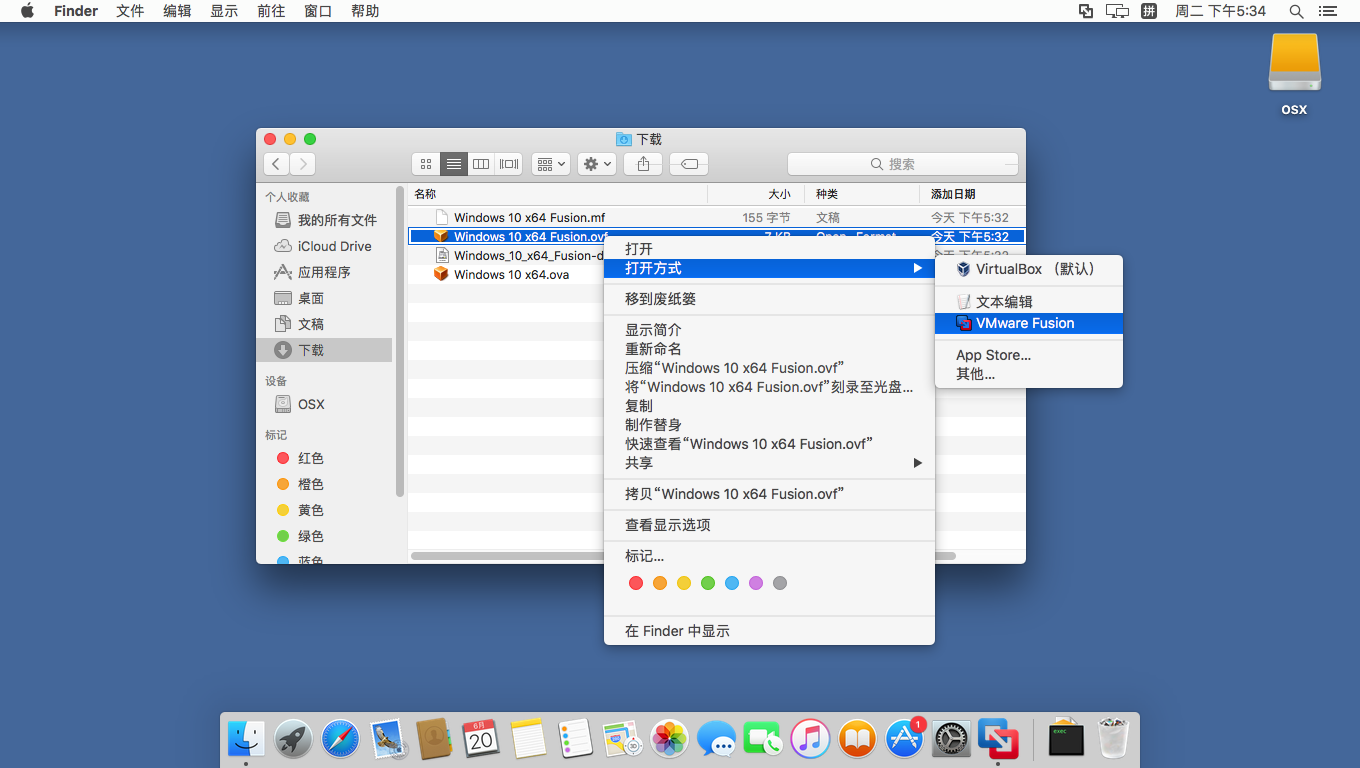 Finder 文件 编辑 显示 前往 窗口 帮助 拼 周二 下午5:34
OSX
下载
搜索
个人收藏
我的所有文件
iCloud Drive
应用程序
桌面
文稿
下载
设备
OSX
标记
红色
橙色
黄色
绿色
蓝色
名称 大小 种类 添加日期
Windows 10 x64 Fusion.mf 155 字节 文稿 今天 下午5:32
Windows 10 x64 Fusion.ovf 7 KB Open...Format 今天 下午5:32
Windows_10_x64_Fusion-d 今天 下午5:32
Windows 10 x64.ova
打开
打开方式
移到废纸篓
显示简介
重新命名
压缩“Windows 10 x64 Fusion.ovf”
将“Windows 10 x64 Fusion.ovf”刻录至光盘...
复制
制作替身
快速查看“Windows 10 x64 Fusion.ovf”
共享
拷贝“Windows 10 x64 Fusion.ovf”
查看显示选项
标记...
在 Finder 中显示
VirtualBox （默认）
文本编辑
VMware Fusion
App Store...
其他...
6月
20
1
exec